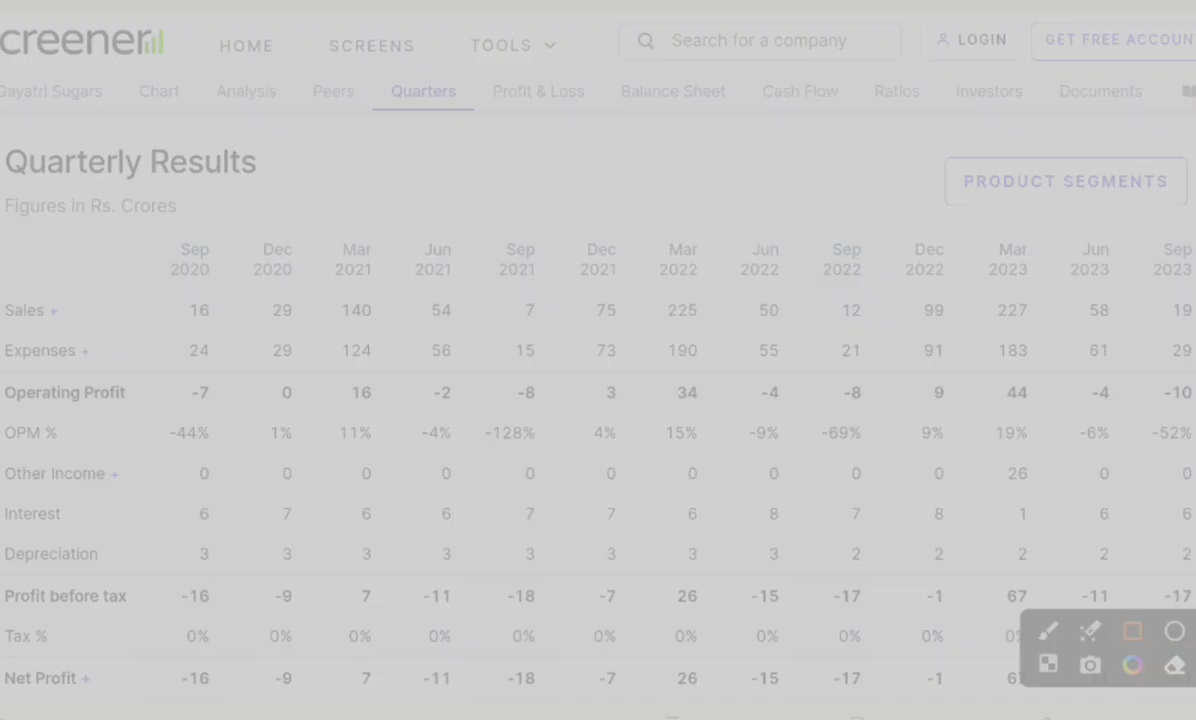 creener
HOME SCREENS TOOLS Search for a company LOGIN GET FREE ACCOUN
Gayatri Sugars Chart Analysis Peers Quarters Profit & Loss Balance Sheet Cash Flow Ratios Investors Documents
Quarterly Results
PRODUCT SEGMENTS
Figures in Rs. Crores
Sep 2020 Dec 2020 Mar 2021 Jun 2021 Sep 2021 Dec 2021 Mar 2022 Jun 2022 Sep 2022 Dec 2022 Mar 2023 Jun 2023 Sep 2023
Sales + 16 29 140 54 7 75 225 50 12 99 227 58 19
Expenses + 24 29 124 56 15 73 190 55 21 91 183 61 29
Operating Profit -7 0 16 -2 -8 3 34 -4 -8 9 44 -4 -10
OPM % -44% 1% 11% -4% -128% 4% 15% -9% -69% 9% 19% -6% -52%
Other Income + 0 0 0 0 0 0 0 0 0 0 26 0 0
Interest 6 7 6 6 7 7 6 8 7 8 1 6 6
Depreciation 3 3 3 3 3 3 3 3 2 2 2 2 2
Profit before tax -16 -9 7 -11 -18 -7 26 -15 -17 -1 67 -11 -17
Tax % 0% 0% 0% 0% 0% 0% 0% 0% 0% 0%
Net Profit + -16 -9 7 -11 -18 -7 26 -15 -17 -1